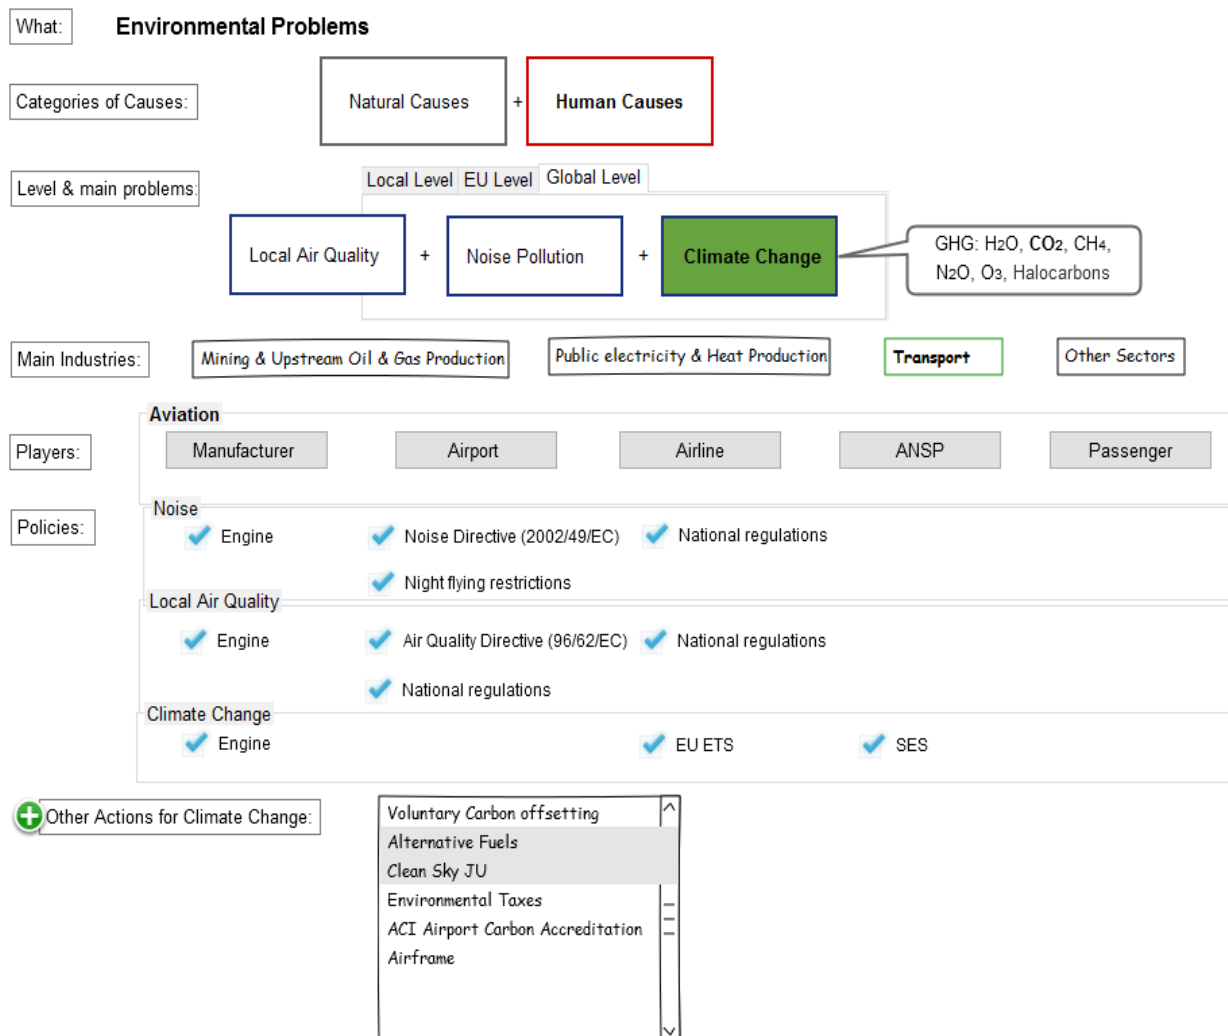 What:
Environmental Problems
Categories of Causes:
Natural Causes
+
Human Causes
Level & main problems:
Local Level
EU Level
Global Level
Local Air Quality
+
Noise Pollution
+
Climate Change
GHG: H2O, CO2, CH4,
N2O, O3, Halocarbons
Main Industries:
Mining & Upstream Oil & Gas Production
Public electricity & Heat Production
Transport
Other Sectors
Aviation
Players:
Manufacturer
Airport
Airline
ANSP
Passenger
Policies:
Noise
Engine
Noise Directive (2002/49/EC)
National regulations
Night flying restrictions
Local Air Quality
Engine
Air Quality Directive (96/62/EC)
National regulations
National regulations
Climate Change
Engine
EU ETS
SES
Other Actions for Climate Change:
Voluntary Carbon offsetting
Alternative Fuels
Clean Sky JU
Environmental Taxes
ACI Airport Carbon Accreditation
Airframe